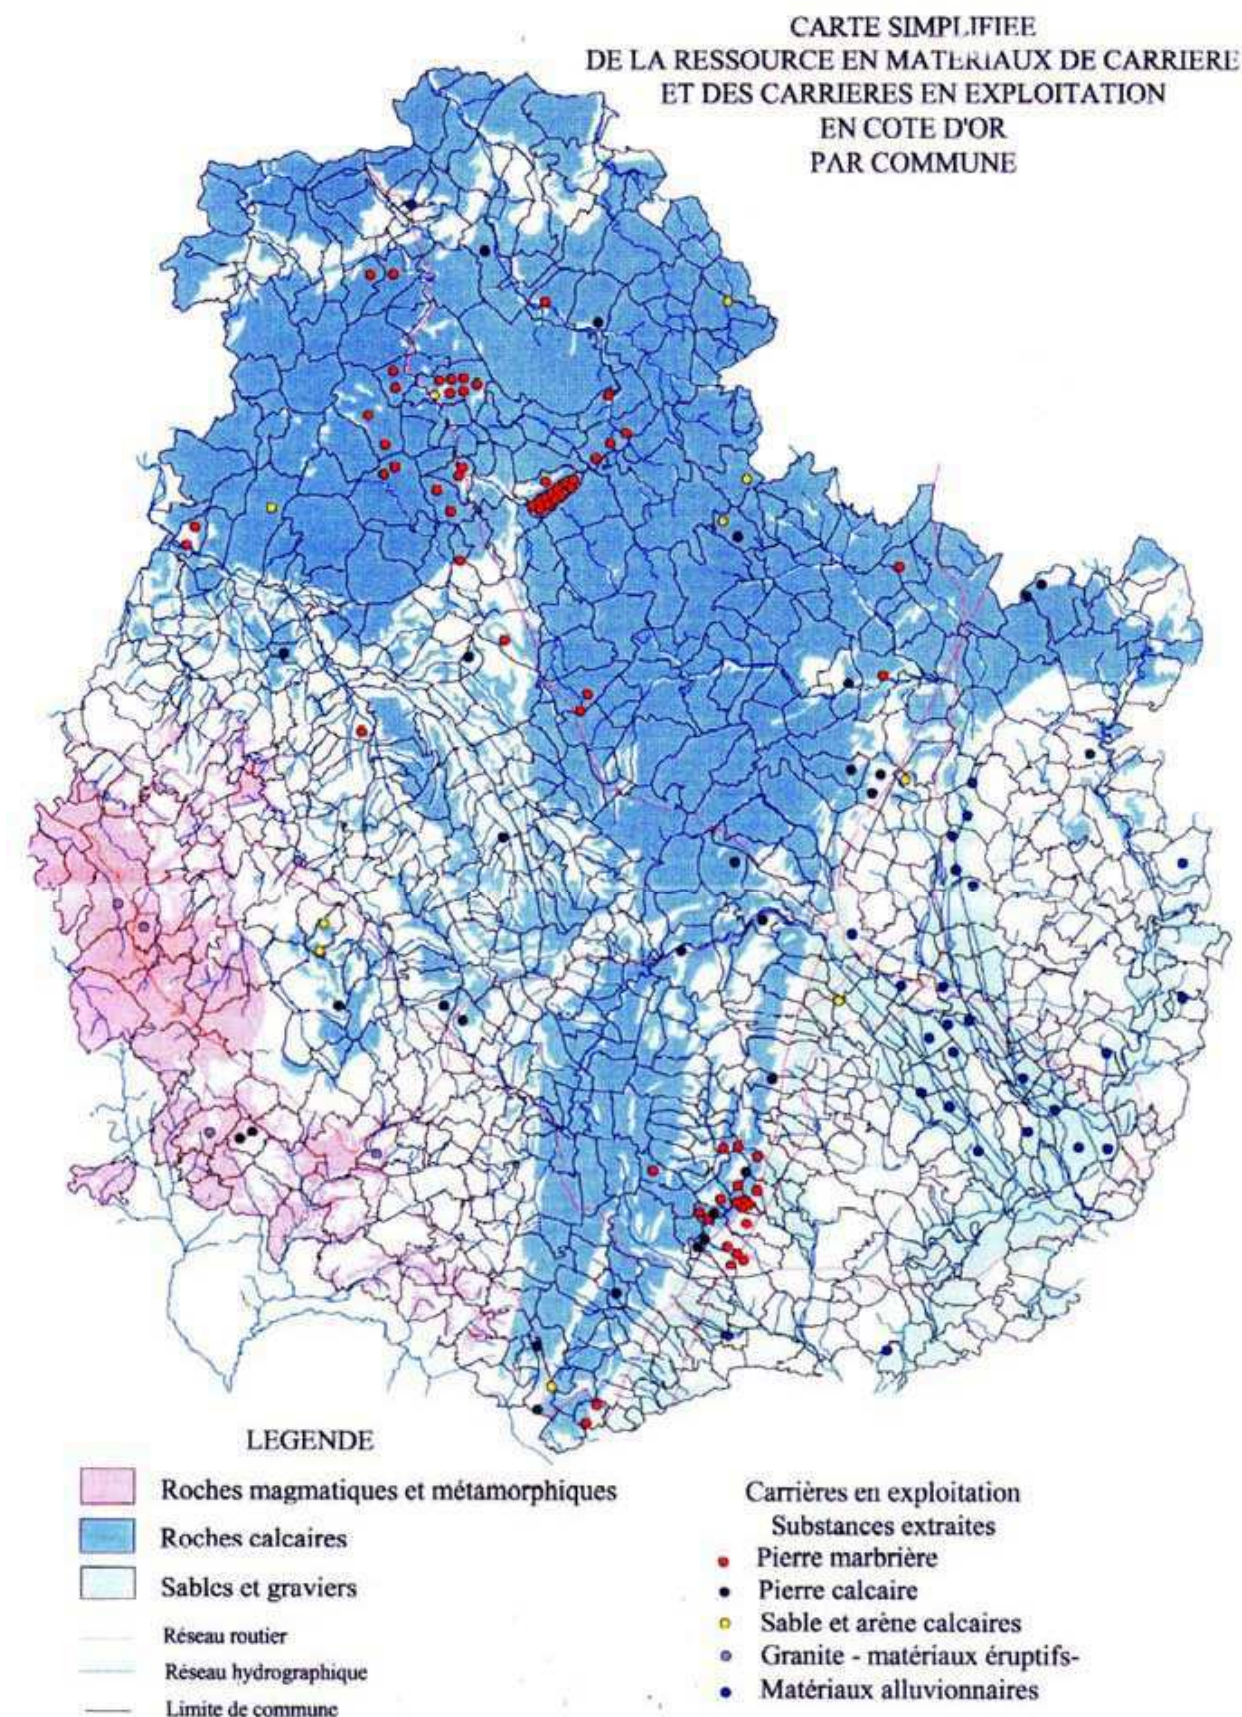 CARTE SIMPLIFIEE
DE LA RESSOURCE EN MATERIAUX DE CARRIERE
ET DES CARRIERES EN EXPLOITATION
EN COTE D'OR
PAR COMMUNE
LEGENDE
Roches magmatiques et métamorphiques
Roches calcaires
Sables et graviers
Réseau routier
Réseau hydrographique
Limite de commune
Carrières en exploitation
Substances extraites
Pierre marbrière
Pierre calcaire
Sable et arène calcaires
Granite - matériaux éruptifs-
Matériaux alluvionnaires